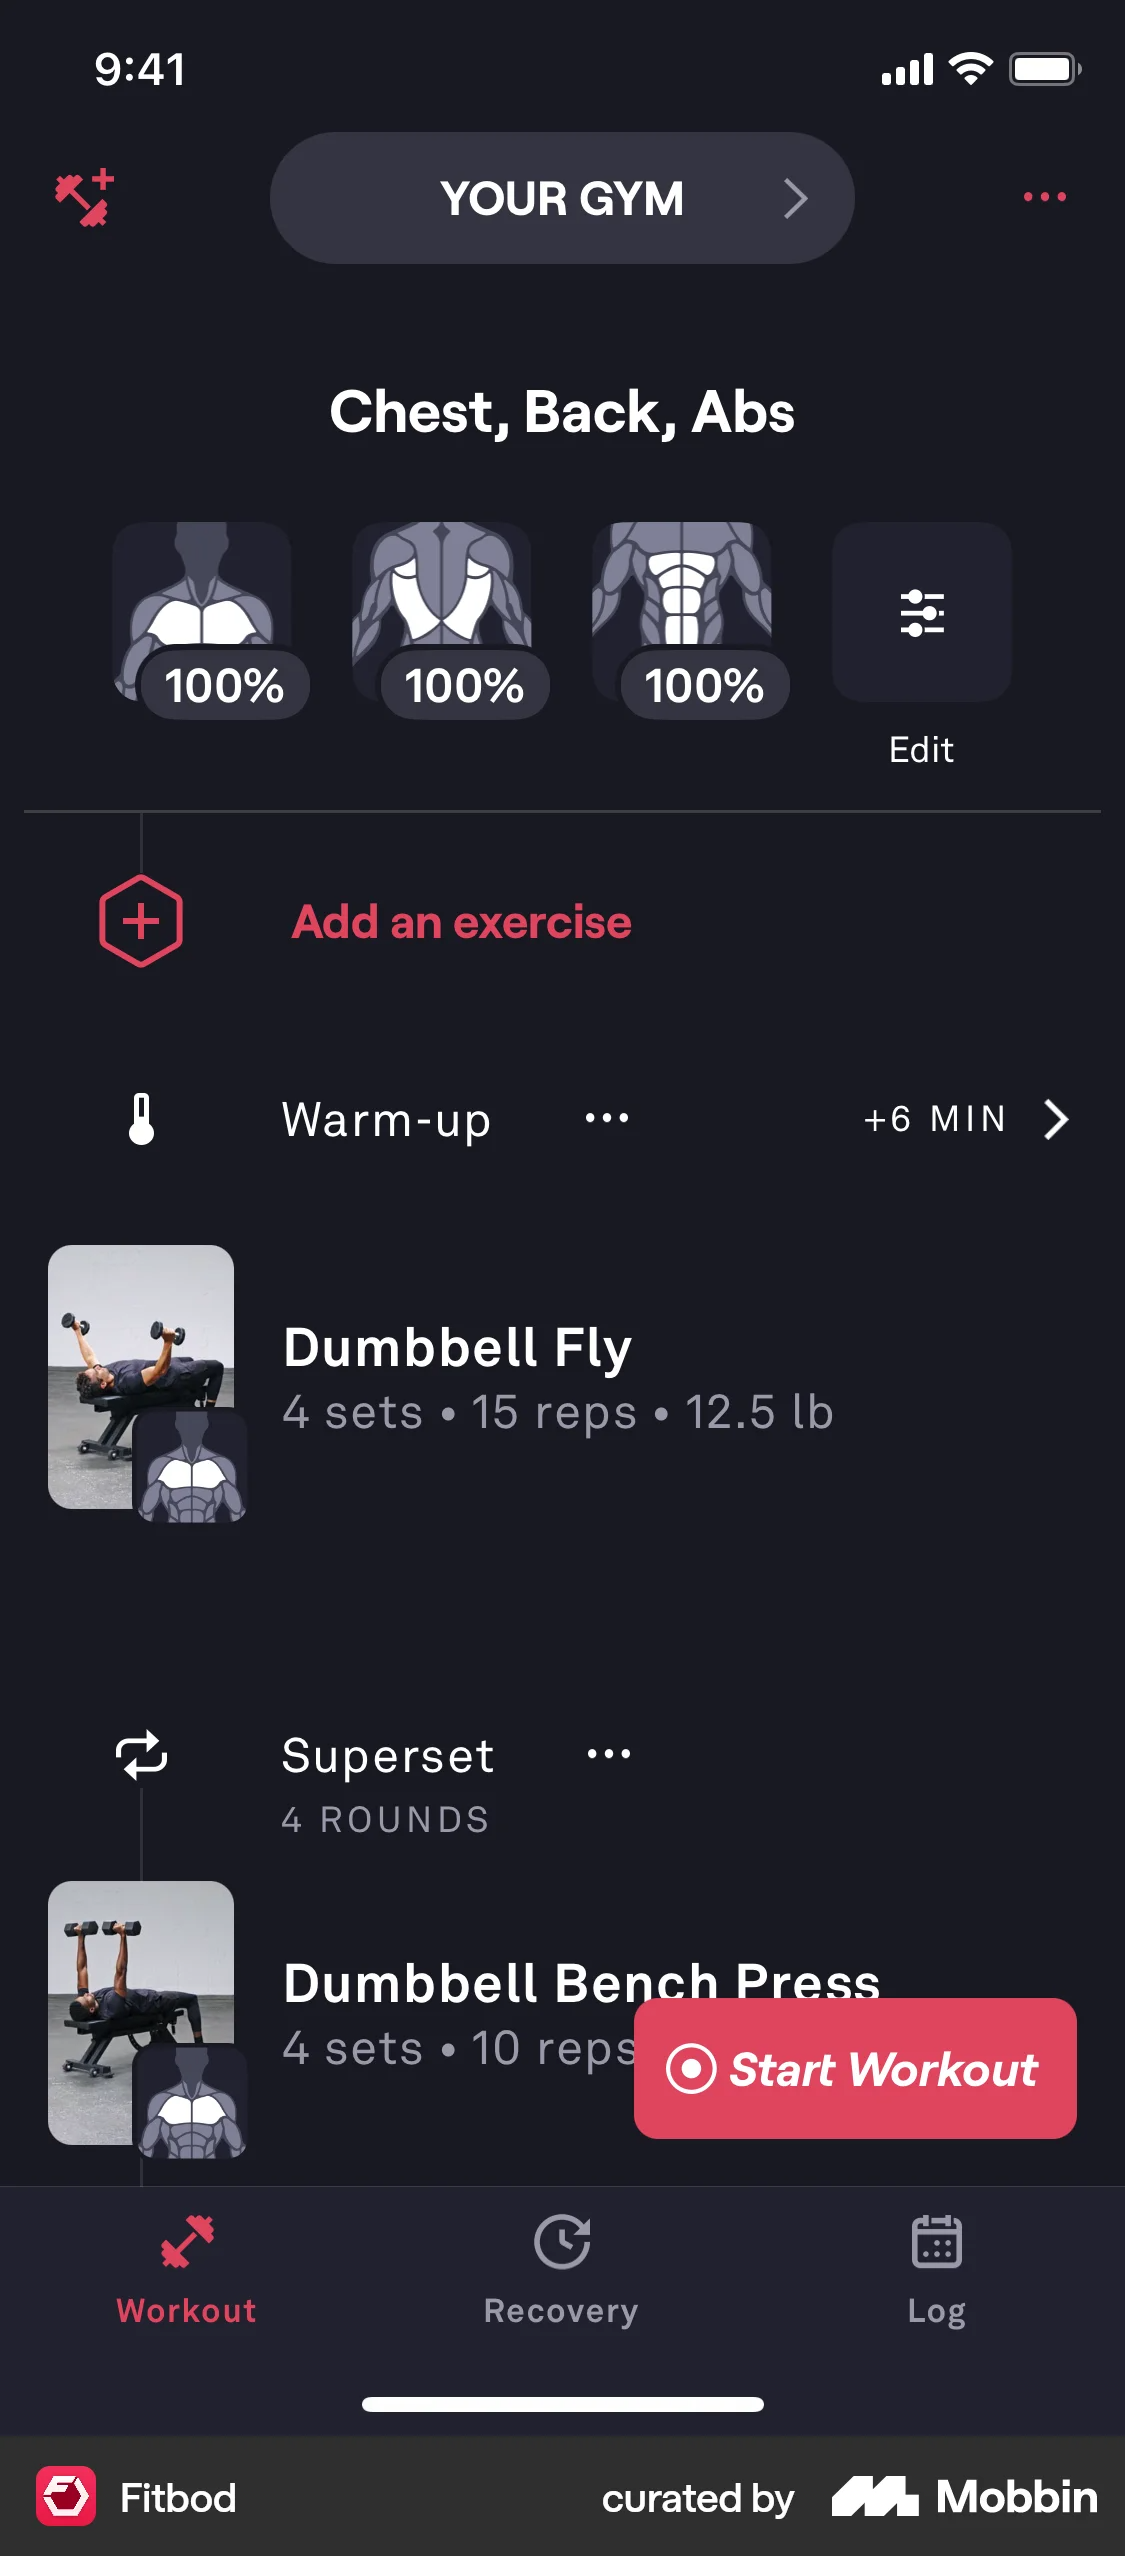 9:41
YOUR GYM
Chest, Back, Abs
100%
100%
100%
Edit
Add an exercise
Warm-up
+6 MIN
Dumbbell Fly
4 sets • 15 reps • 12.5 lb
Superset
4 ROUNDS
Dumbbell Bench Press
4 sets • 10 reps
Start Workout
Workout
Recovery
Log
Fitbod
curated by
Mobbin